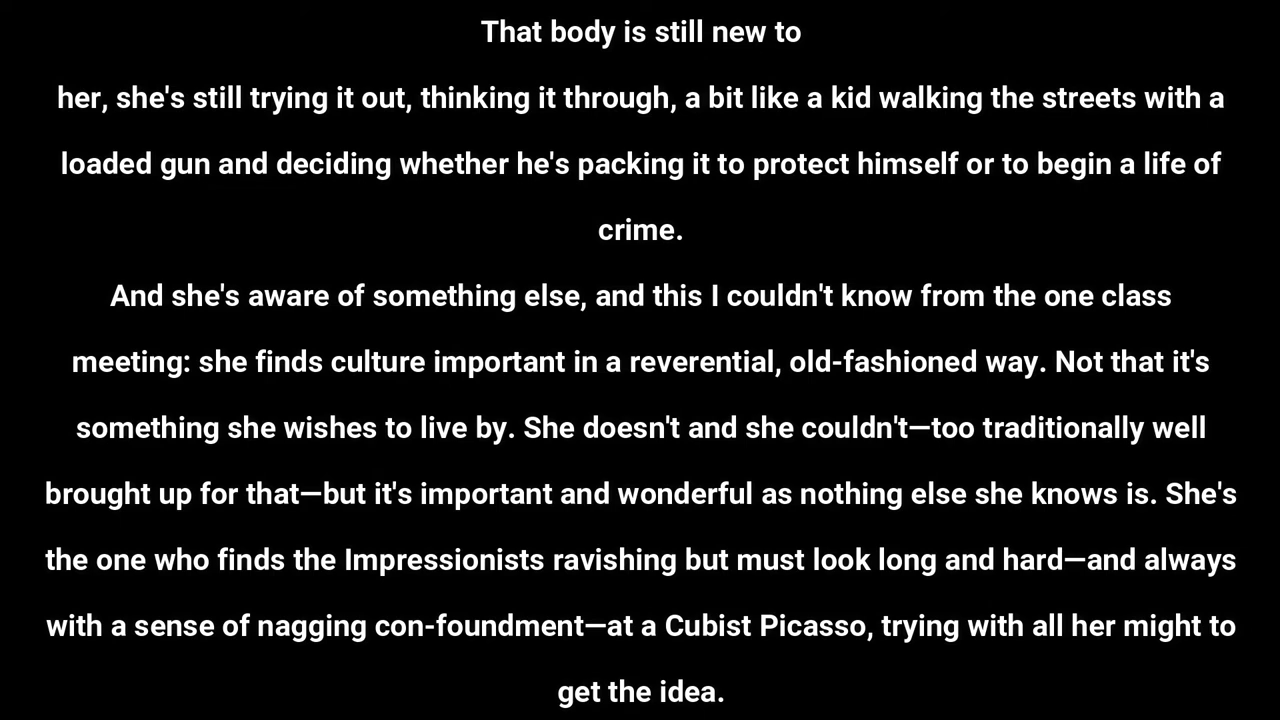 That body is still new to
her, she's still trying it out, thinking it through, a bit like a kid walking the streets with a
loaded gun and deciding whether he's packing it to protect himself or to begin a life of
crime.
And she's aware of something else, and this I couldn't know from the one class
meeting: she finds culture important in a reverential, old-fashioned way. Not that it's
something she wishes to live by. She doesn't and she couldn't—too traditionally well
brought up for that—but it's important and wonderful as nothing else she knows is. She's
the one who finds the Impressionists ravishing but must look long and hard—and always
with a sense of nagging con-foundment—at a Cubist Picasso, trying with all her might to
get the idea.